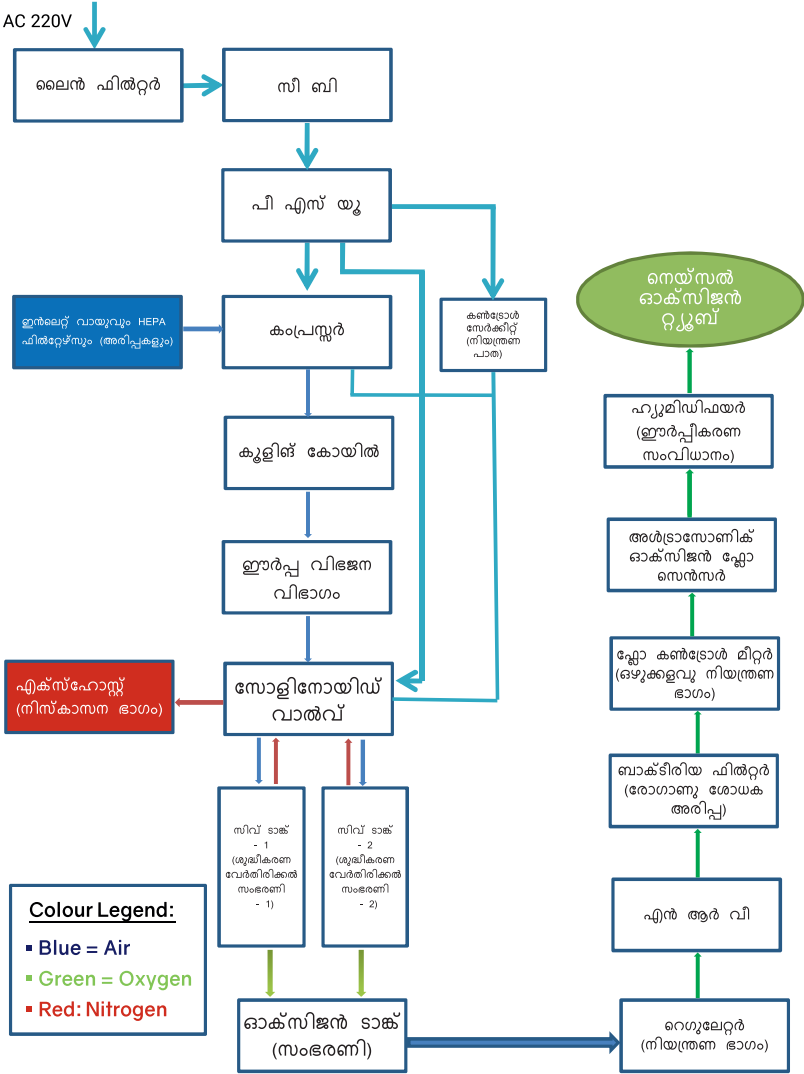 AC 220V
ലൈൻ ഫിൽറ്റർ
സീ ബി
പീ എസ് യൂ
ഇൻലെറ്റ് വായുവും HEPA
ഫിൽറ്റേഴ്സും (അരിപ്പകളും)
കംപ്രസ്സർ
കൺട്രോൾ
സേർക്കീറ്റ്
(നിയന്ത്രണ
പാത)
കൂളിങ് കോയിൽ
ഈർപ്പ വിഭജന
വിഭാഗം
എക്സ്ഹോസ്റ്റ്
(നിസ്കാസന ഭാഗം)
സോളിനോയിഡ്
വാൽവ്
സിവ് ടാങ്ക്
- 1
(ശുദ്ധീകരണ
വേർതിരിക്കൽ
സംഭരണി
- 1)
സിവ് ടാങ്ക്
- 2
(ശുദ്ധീകരണ
വേർതിരിക്കൽ
സംഭരണി
- 2)
ഓക്സിജൻ ടാങ്ക്
(സംഭരണി)
നെയ്സൽ
ഓക്സിജൻ
റ്റ്യൂബ്
ഹ്യുമിഡിഫയർ
(ഈർപ്പീകരണ
സംവിധാനം)
അൾട്രാസോണിക്
ഓക്സിജൻ ഫ്ലോ
സെൻസർ
ഫ്ലോ കൺട്രോൾ മീറ്റർ
(ഒഴുക്കളവു നിയന്ത്രണ
ഭാഗം)
ബാക്ടീരിയ ഫിൽറ്റർ
(രോഗാണു ശോധക
അരിപ്പ)
എൻ ആർ വീ
റെഗുലേറ്റർ
(നിയന്ത്രണ ഭാഗം)
Colour Legend:
▪ Blue = Air
▪ Green = Oxygen
▪ Red: Nitrogen